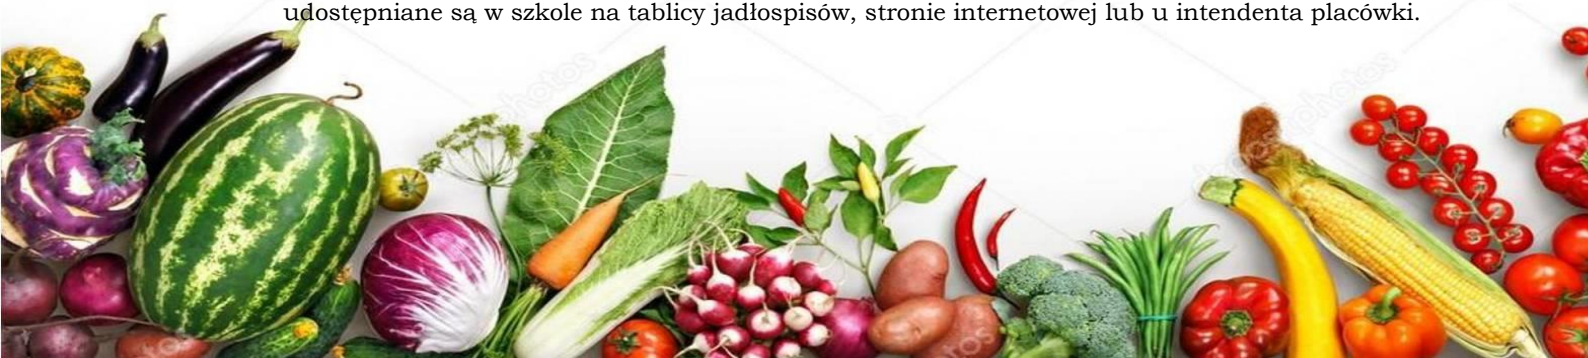 udostępniane są w szkole na tablicy jadłospisów, stronie internetowej lub u intendenta placówki.